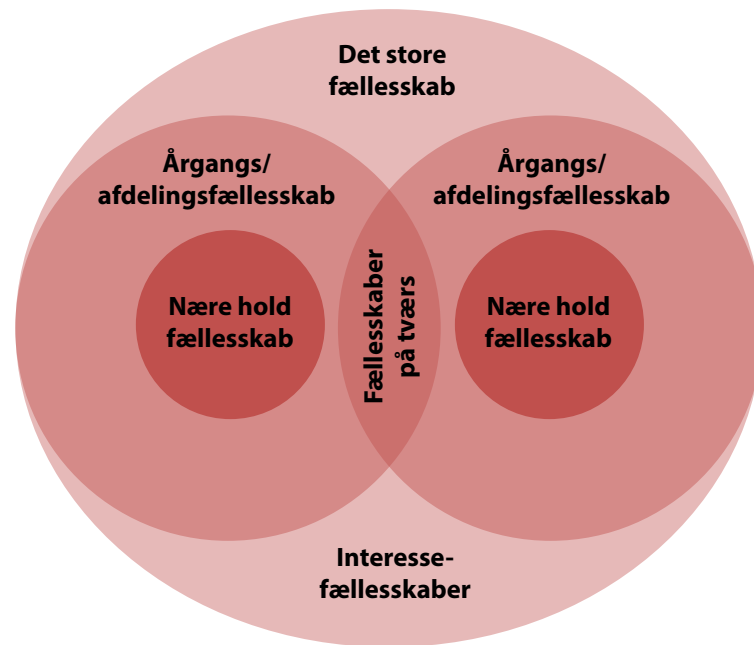 Det store
fællesskab
Årgangs/
afdelingsfællesskab
Årgangs/
afdelingsfællesskab
Nære hold
fællesskab
Fællesskaber
på tværs
Nære hold
fællesskab
Interesse-
fællesskaber